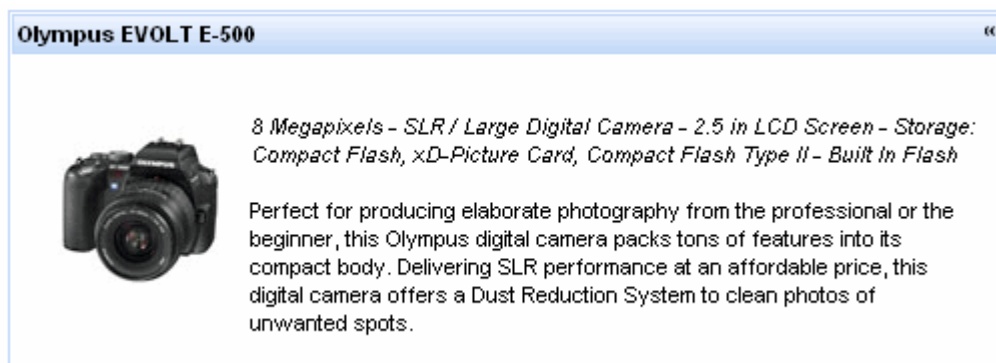 Olympus EVOLT E-500 «
8 Megapixels - SLR / Large Digital Camera - 2.5 in LCD Screen - Storage:
Compact Flash, xD-Picture Card, Compact Flash Type II - Built In Flash
OLYMPUS
Perfect for producing elaborate photography from the professional or the
beginner, this Olympus digital camera packs tons of features into its
compact body. Delivering SLR performance at an affordable price, this
digital camera offers a Dust Reduction System to clean photos of
unwanted spots.